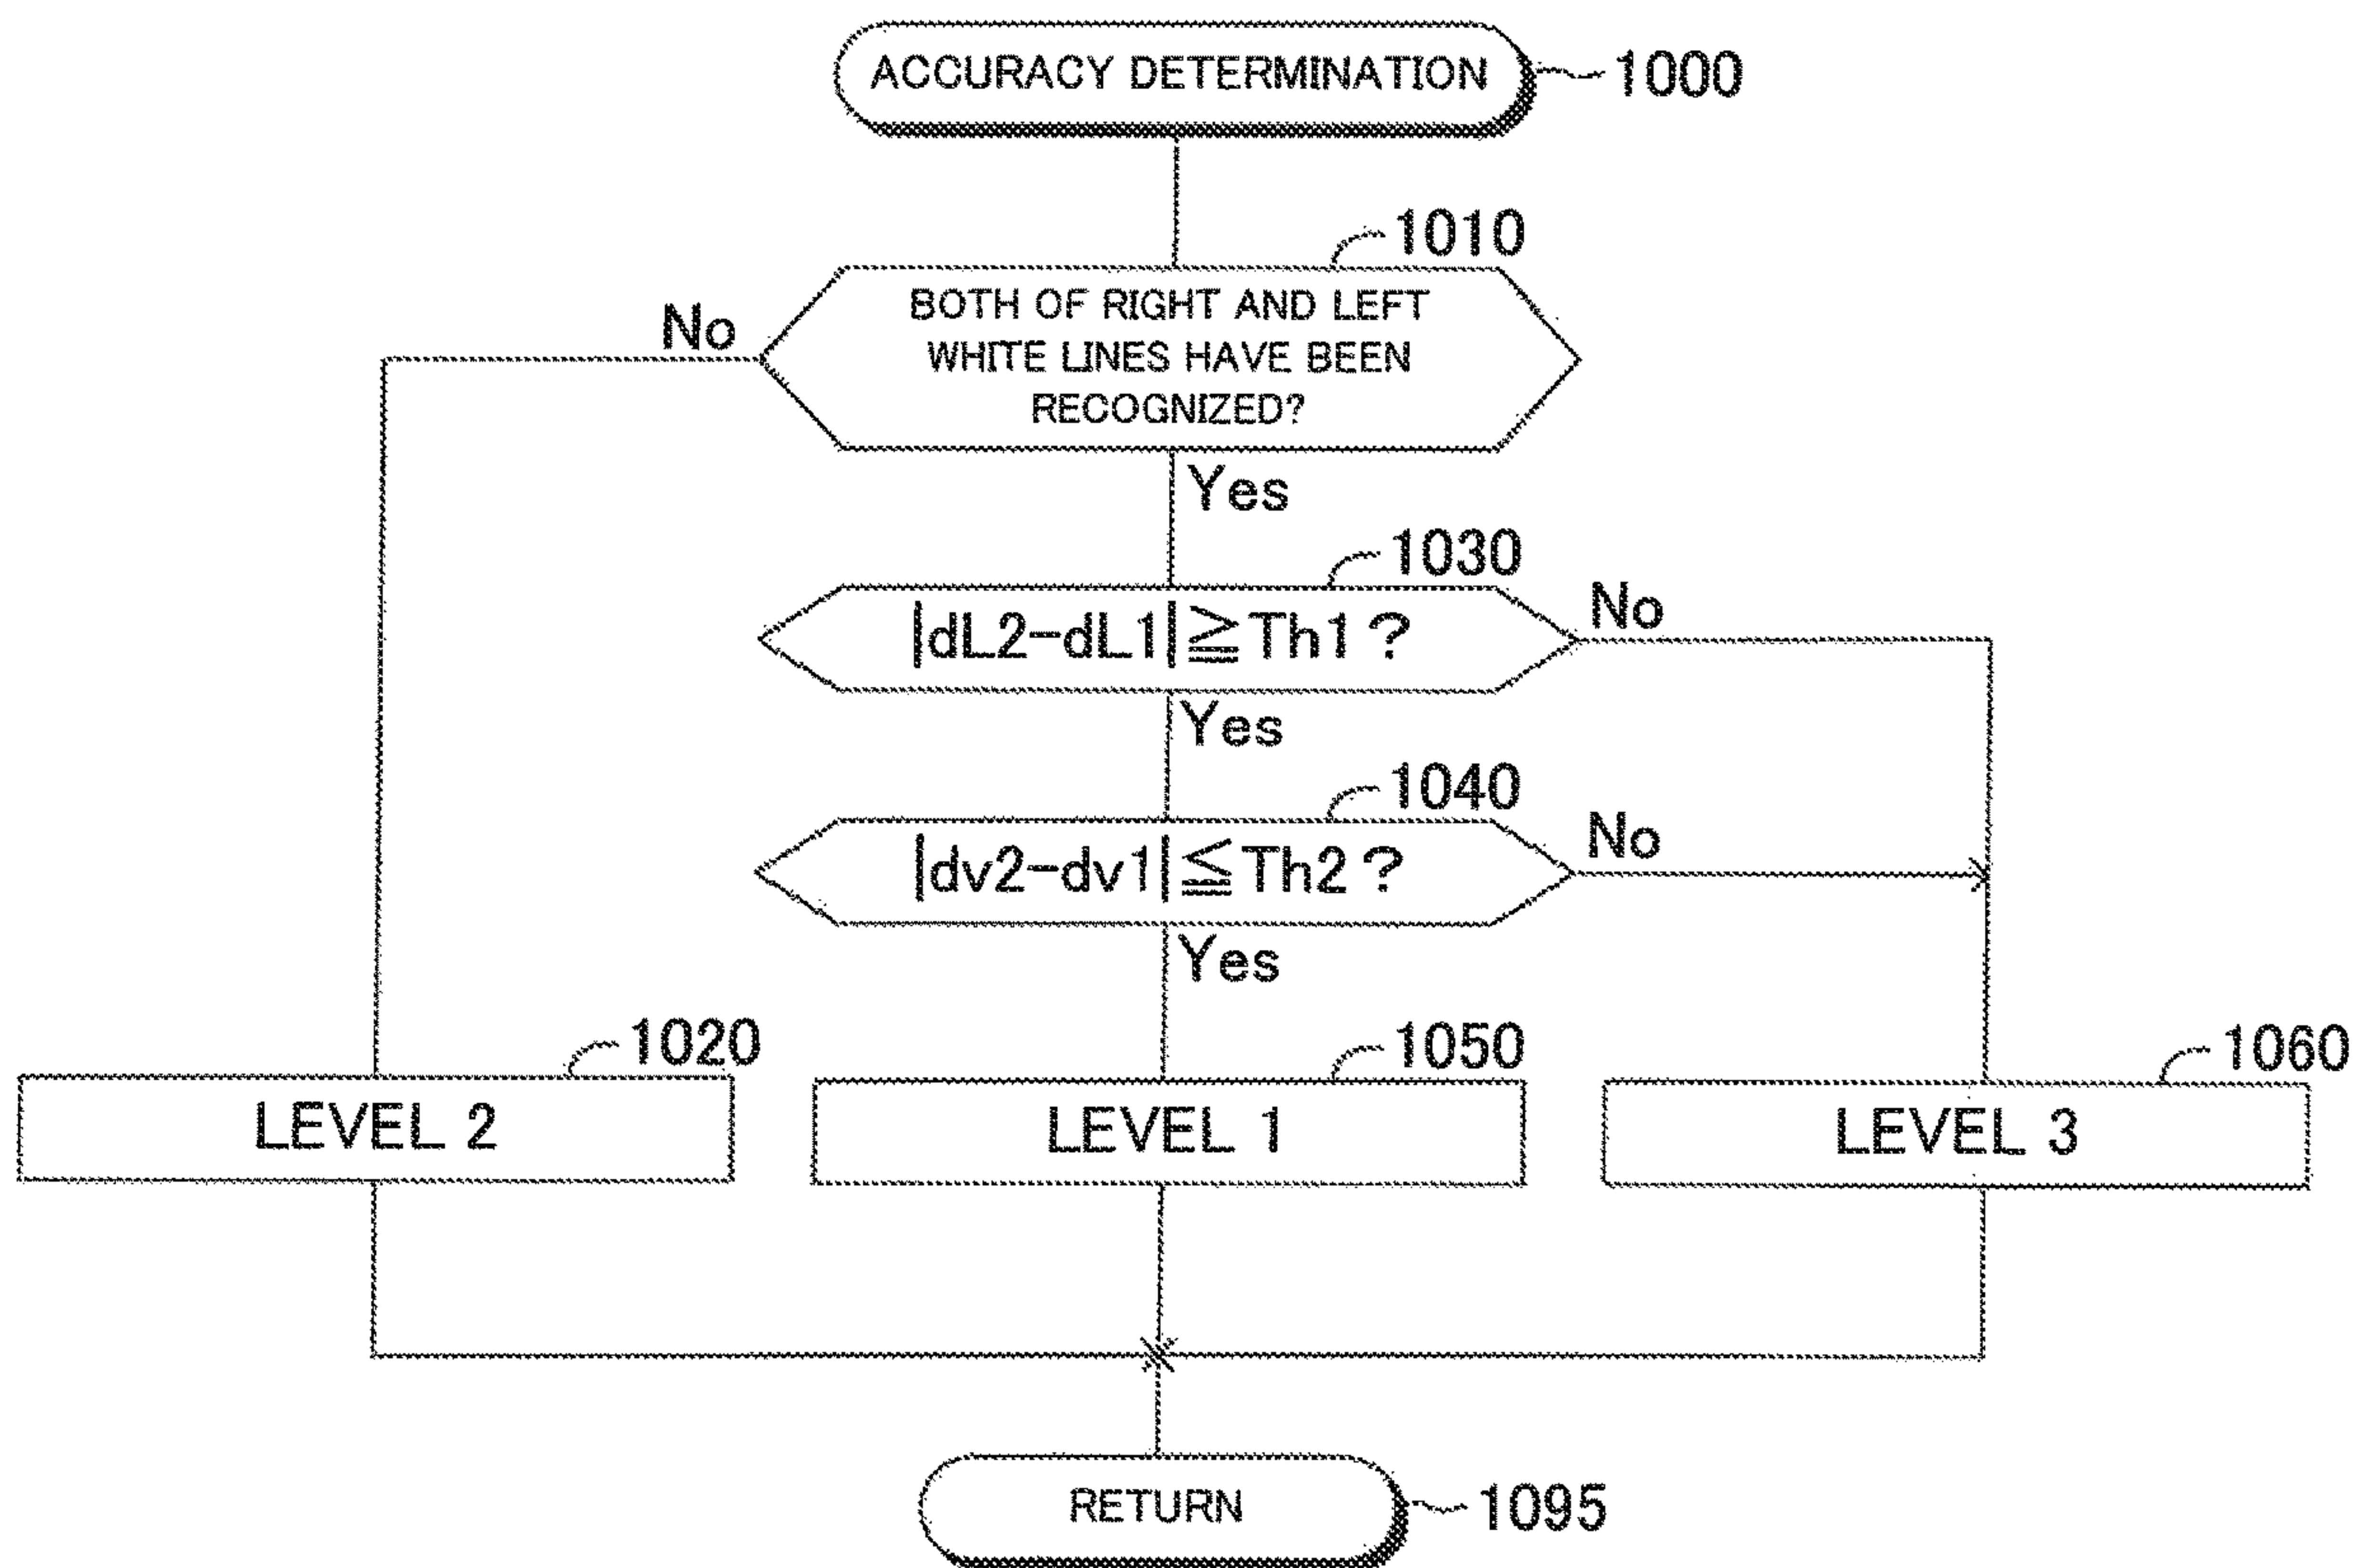 ACCURACY DETERMINATION
1000
1010
BOTH OF RIGHT AND LEFT
WHITE LINES HAVE BEEN
RECOGNIZED?
No
Yes
1030
|dL2-dL1|≧Th1?
No
Yes
1040
|dv2-dv1|≦Th2?
No
Yes
1020
LEVEL 2
1050
LEVEL 1
1060
LEVEL 3
RETURN
1095